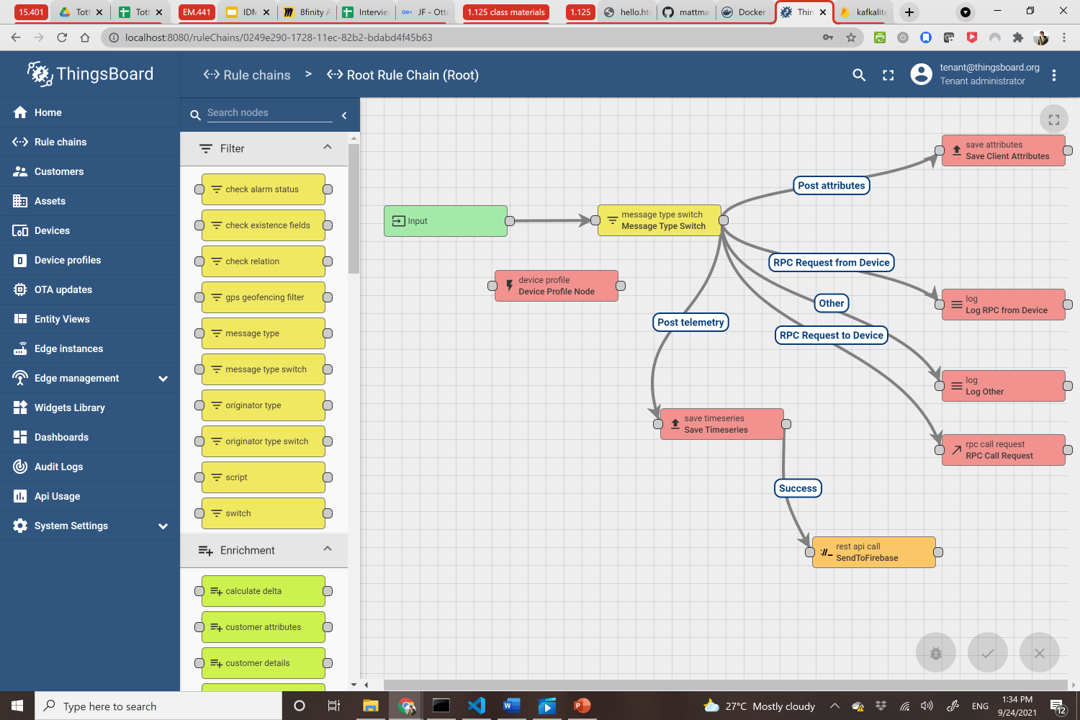 15.401
Tott
Tott
EM.441
IDM
8finity
Intervie
JF - Ott
1.125 class materials
1.125
hello.ht
mattma
Docker
Thin
kafkalit
localhost:8080/ruleChains/0249e290-1728-11ec-82b2-bdabd4f45b63
ThingsBoard
Rule chains > Root Rule Chain (Root)
tenant@thingsboard.org
Tenant administrator
Home
Rule chains
Customers
Assets
Devices
Device profiles
OTA updates
Entity Views
Edge instances
Edge management
Widgets Library
Dashboards
Audit Logs
Api Usage
System Settings
Search nodes
Filter
check alarm status
check existence fields
check relation
gps geofencing filter
message type
message type switch
originator type
originator type switch
script
switch
Enrichment
calculate delta
customer attributes
customer details
Input
message type switch
Message Type Switch
device profile
Device Profile Node
Post attributes
save attributes
Save Client Attributes
RPC Request from Device
log
Log RPC from Device
Other
RPC Request to Device
Post telemetry
log
Log Other
save timeseries
Save Timeseries
rpc call request
RPC Call Request
Success
rest api call
SendToFirebase
Type here to search
27°C Mostly cloudy
ENG
1:34 PM
9/24/2021
12